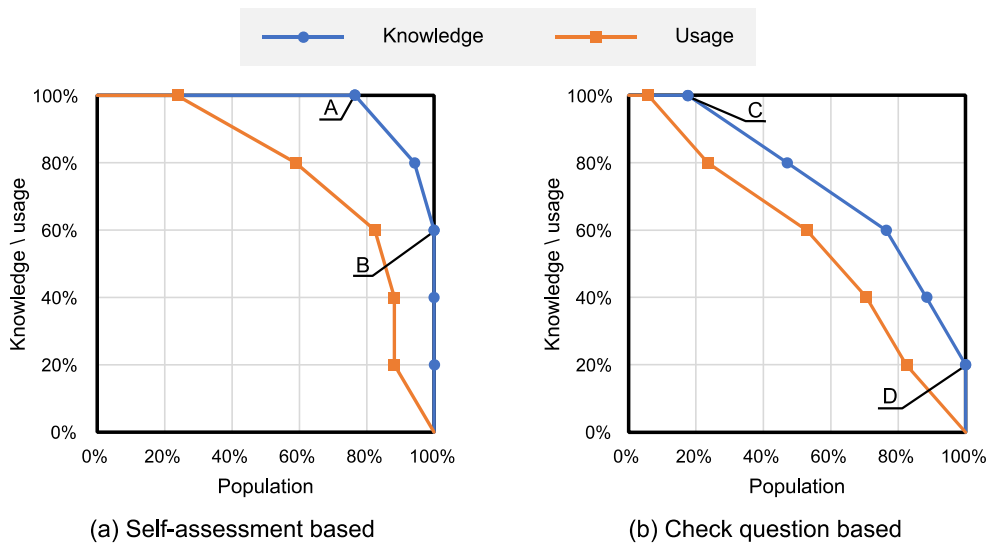 Knowledge Usage
100%
80%
60%
40%
20%
0%
Knowledge \ usage
A
B
0% 20% 40% 60% 80% 100%
Population
(a) Self-assessment based
100%
80%
60%
40%
20%
0%
Knowledge \ usage
C
D
0% 20% 40% 60% 80% 100%
Population
(b) Check question based